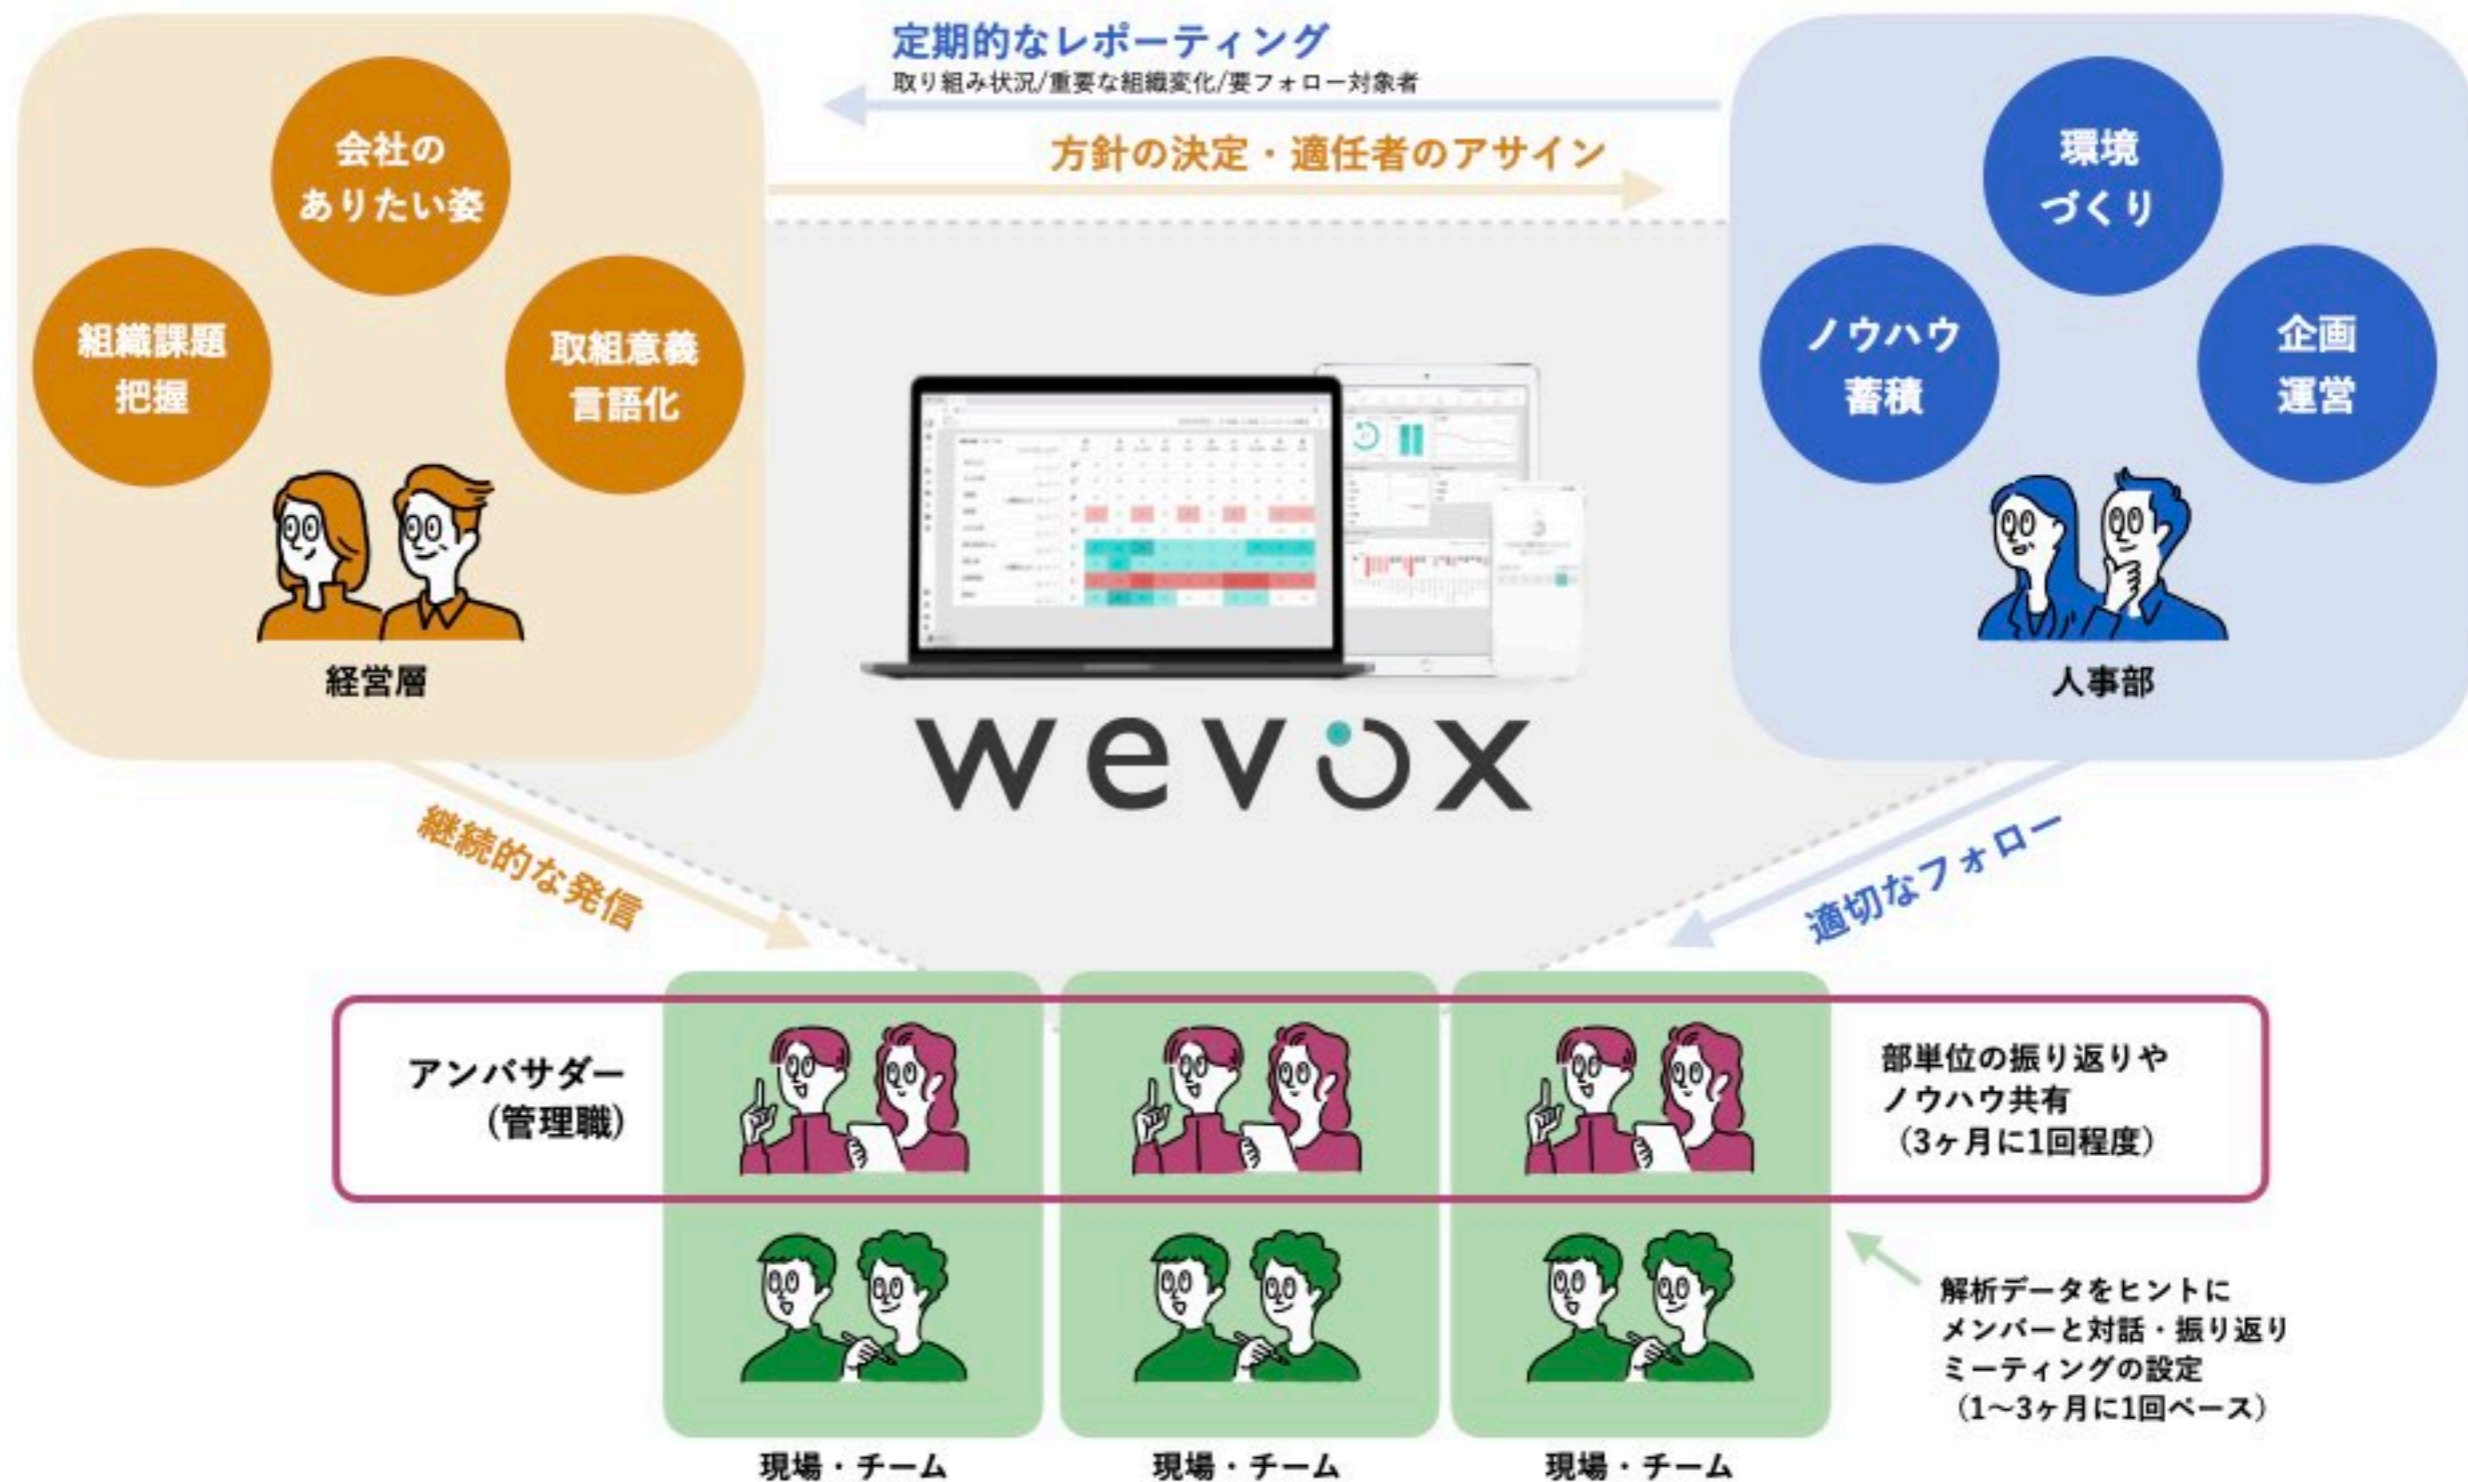 定期的なレポーティング
取り組み状況/重要な組織変化/要フォロー対象者
方針の決定・適任者のアサイン
会社の
ありたい姿
組織課題
把握
取組意義
言語化
経営層
環境
づくり
ノウハウ
蓄積
企画
運営
人事部
wevox
継続的な発信
適切なフォロー
アンバサダー
(管理職)
部単位の振り返りや
ノウハウ共有
（3ヶ月に1回程度）
解析データをヒントに
メンバーと対話・振り返り
ミーティングの設定
（1〜3ヶ月に1回ペース）
現場・チーム
現場・チーム
現場・チーム